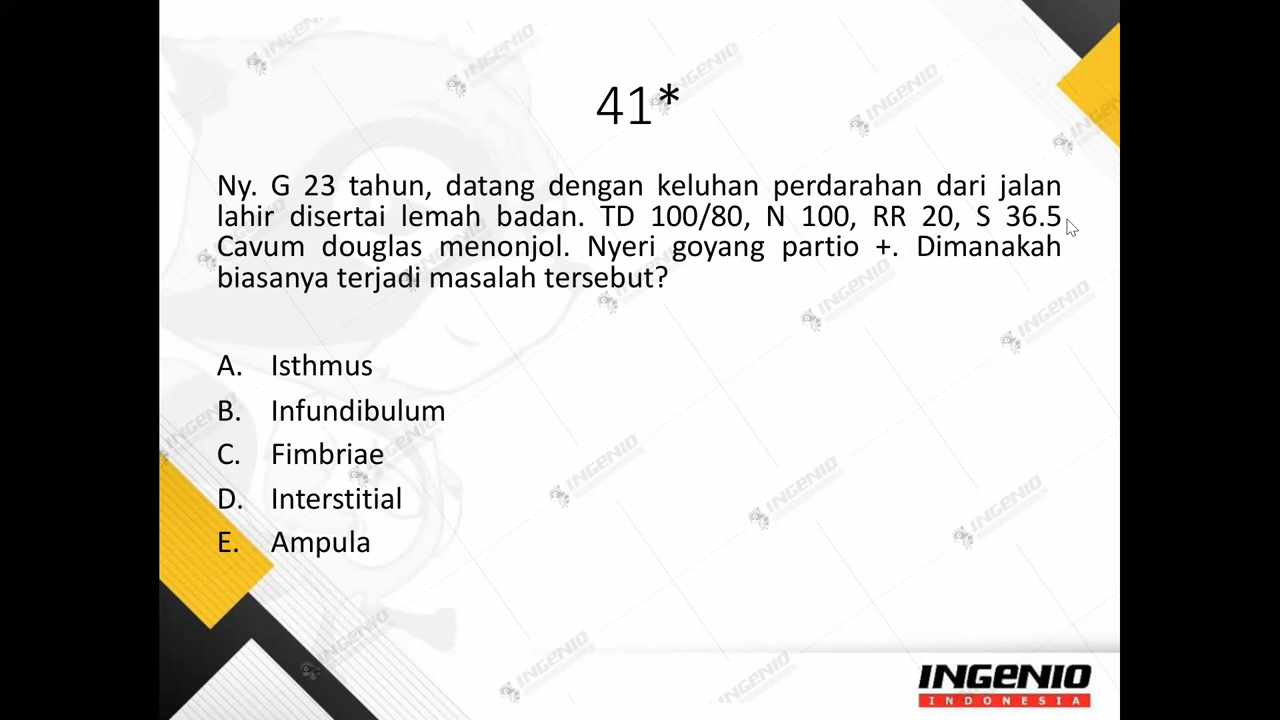 41*
Ny. G 23 tahun, datang dengan keluhan perdarahan dari jalan
lahir disertai lemah badan. TD 100/80, N 100, RR 20, S 36.5
Cavum douglas menonjol. Nyeri goyang partio +. Dimanakah
biasanya terjadi masalah tersebut?
A. Isthmus
B. Infundibulum
C. Fimbriae
D. Interstitial
E. Ampula
INGENIO
INDONESIA